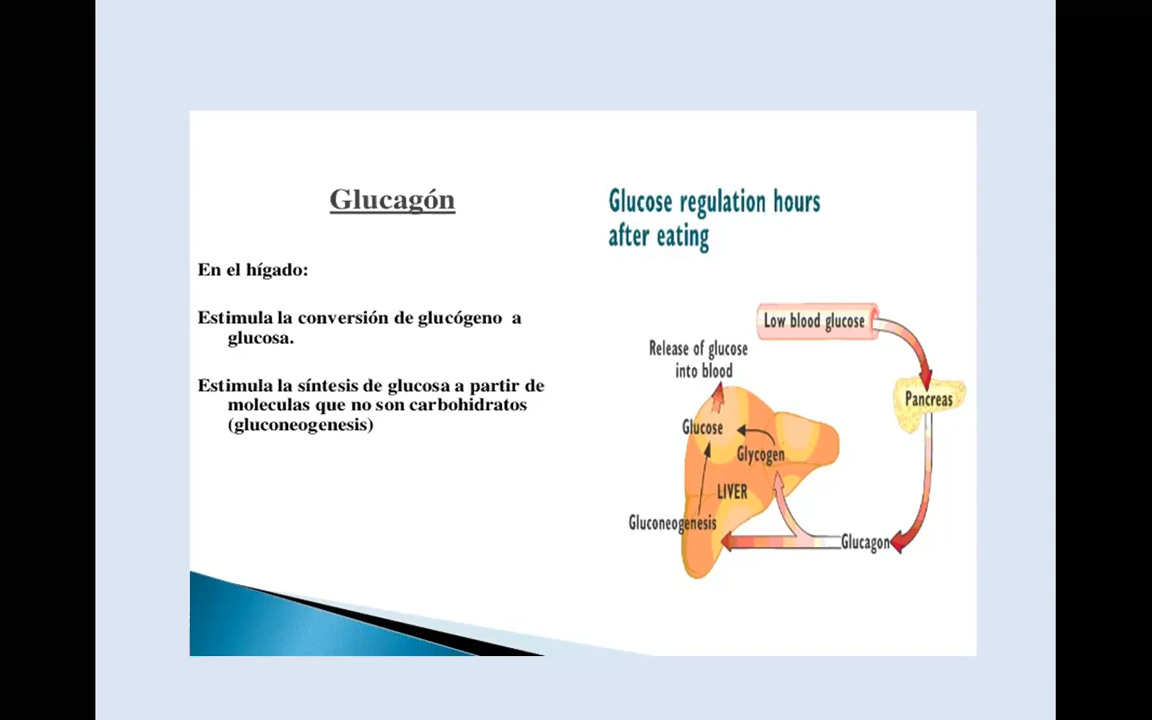 Glucagón
En el hígado:
Estimula la conversión de glucógeno a
glucosa.
Estimula la síntesis de glucosa a partir de
moleculas que no son carbohidratos
(gluconeogenesis)
Glucose regulation hours
after eating
Low blood glucose
Release of glucose
into blood
Pancreas
Glucose
Glycogen
LIVER
Gluconeogenesis
Glucagon